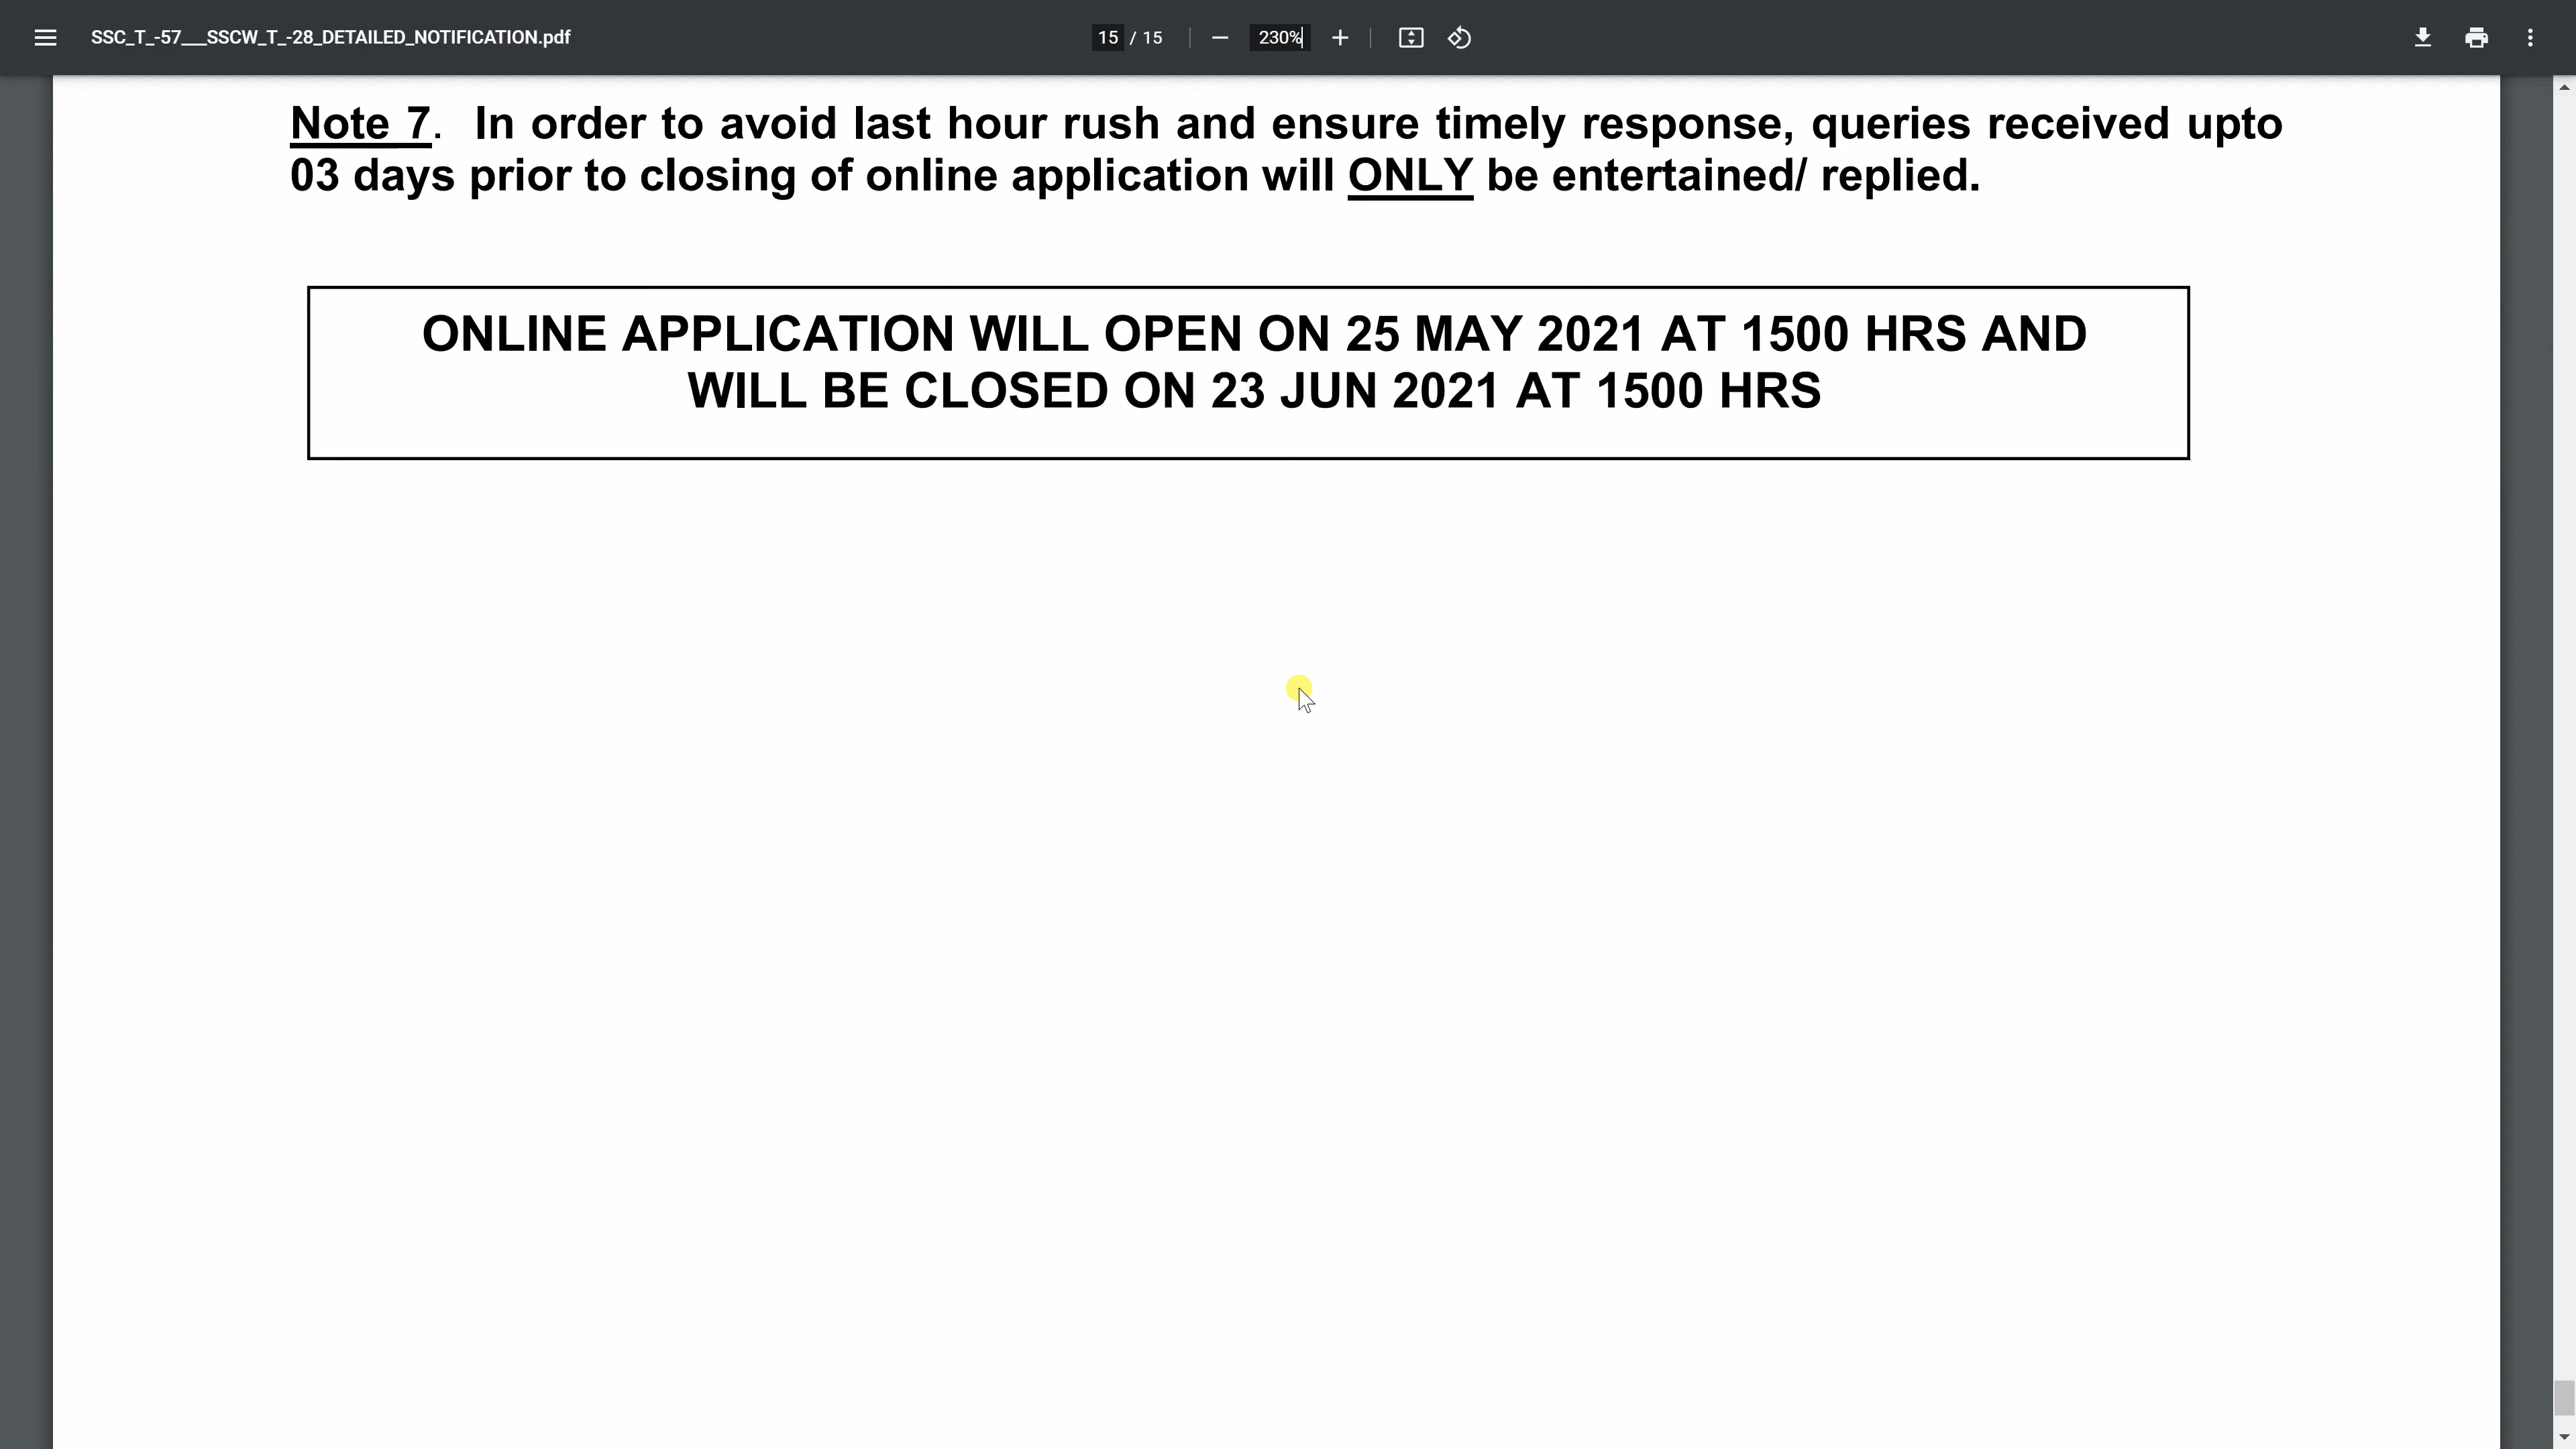 SSC_T_-57___SSCW_T_-28_DETAILED_NOTIFICATION.pdf 15 / 15 230%
Note 7. In order to avoid last hour rush and ensure timely response, queries received upto
03 days prior to closing of online application will ONLY be entertained/ replied.
ONLINE APPLICATION WILL OPEN ON 25 MAY 2021 AT 1500 HRS AND
WILL BE CLOSED ON 23 JUN 2021 AT 1500 HRS